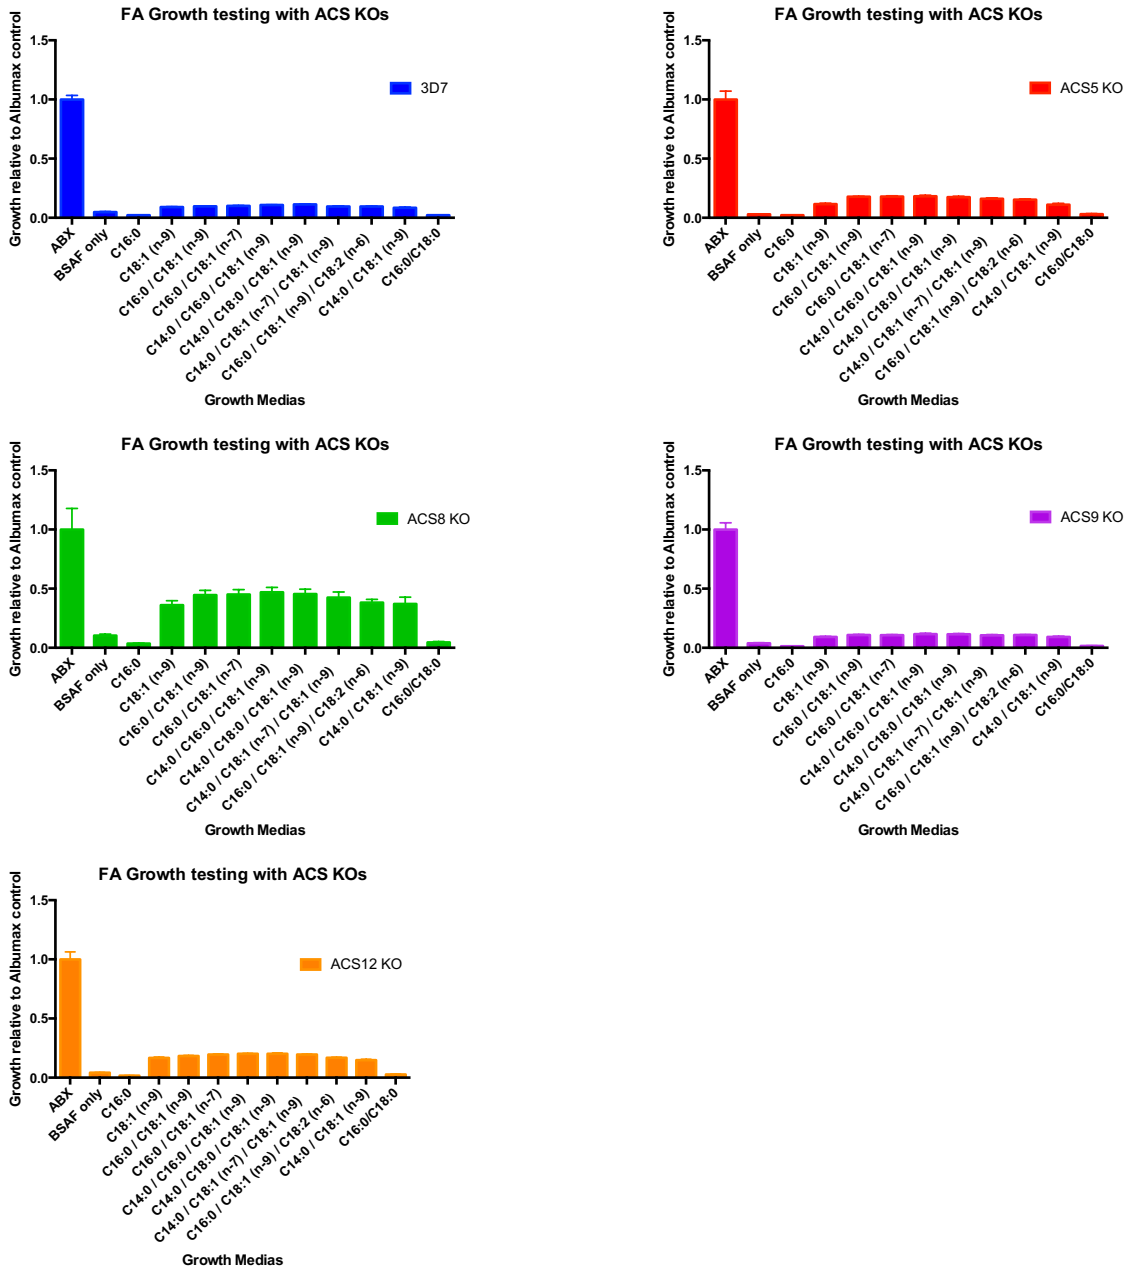 FA Growth testing with ACS KOs
Growth relative to Albumax control
1.5
1.0
0.5
0.0
3D7
ABX
BSAF only
C16:0
C18:1 (n-9)
C16:0 / C18:1 (n-9)
C16:0 / C18:1 (n-7)
C14:0 / C16:0 / C18:1 (n-9)
C14:0 / C18:0 / C18:1 (n-9)
C14:0 / C18:1 (n-7) / C18:1 (n-9)
C16:0 / C18:1 (n-9) / C18:2 (n-6)
C14:0 / C18:1 (n-9)
C16:0/C18:0
Growth Medias
FA Growth testing with ACS KOs
Growth relative to Albumax control
1.5
1.0
0.5
0.0
ACS5 KO
ABX
BSAF only
C16:0
C18:1 (n-9)
C16:0 / C18:1 (n-9)
C16:0 / C18:1 (n-7)
C14:0 / C16:0 / C18:1 (n-9)
C14:0 / C18:0 / C18:1 (n-9)
C14:0 / C18:1 (n-7) / C18:1 (n-9)
C16:0 / C18:1 (n-9) / C18:2 (n-6)
C14:0 / C18:1 (n-9)
C16:0/C18:0
Growth Medias
FA Growth testing with ACS KOs
Growth relative to Albumax control
1.5
1.0
0.5
0.0
ACS8 KO
ABX
BSAF only
C16:0
C18:1 (n-9)
C16:0 / C18:1 (n-9)
C16:0 / C18:1 (n-7)
C14:0 / C16:0 / C18:1 (n-9)
C14:0 / C18:0 / C18:1 (n-9)
C14:0 / C18:1 (n-7) / C18:1 (n-9)
C16:0 / C18:1 (n-9) / C18:2 (n-6)
C14:0 / C18:1 (n-9)
C16:0/C18:0
Growth Medias
FA Growth testing with ACS KOs
Growth relative to Albumax control
1.5
1.0
0.5
0.0
ACS9 KO
ABX
BSAF only
C16:0
C18:1 (n-9)
C16:0 / C18:1 (n-9)
C16:0 / C18:1 (n-7)
C14:0 / C16:0 / C18:1 (n-9)
C14:0 / C18:0 / C18:1 (n-9)
C14:0 / C18:1 (n-7) / C18:1 (n-9)
C16:0 / C18:1 (n-9) / C18:2 (n-6)
C14:0 / C18:1 (n-9)
C16:0/C18:0
Growth Medias
FA Growth testing with ACS KOs
Growth relative to Albumax control
1.5
1.0
0.5
0.0
ACS12 KO
ABX
BSAF only
C16:0
C18:1 (n-9)
C16:0 / C18:1 (n-9)
C16:0 / C18:1 (n-7)
C14:0 / C16:0 / C18:1 (n-9)
C14:0 / C18:0 / C18:1 (n-9)
C14:0 / C18:1 (n-7) / C18:1 (n-9)
C16:0 / C18:1 (n-9) / C18:2 (n-6)
C14:0 / C18:1 (n-9)
C16:0/C18:0
Growth Medias